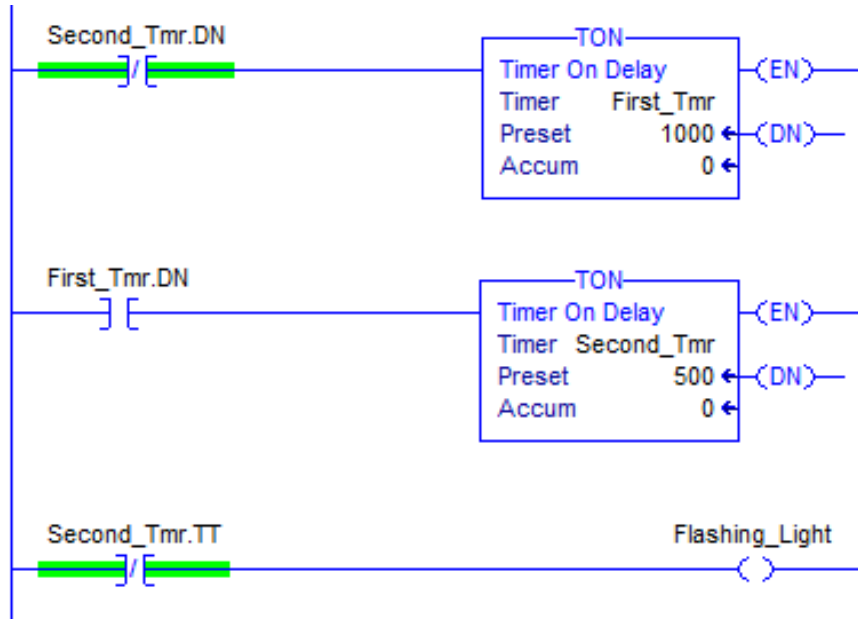 Second_Tmr.DN
TON
Timer On Delay
(EN)
Timer First_Tmr
Preset 1000
(DN)
Accum 0
First_Tmr.DN
TON
Timer On Delay
(EN)
Timer Second_Tmr
Preset 500
(DN)
Accum 0
Second_Tmr.TT
Flashing_Light